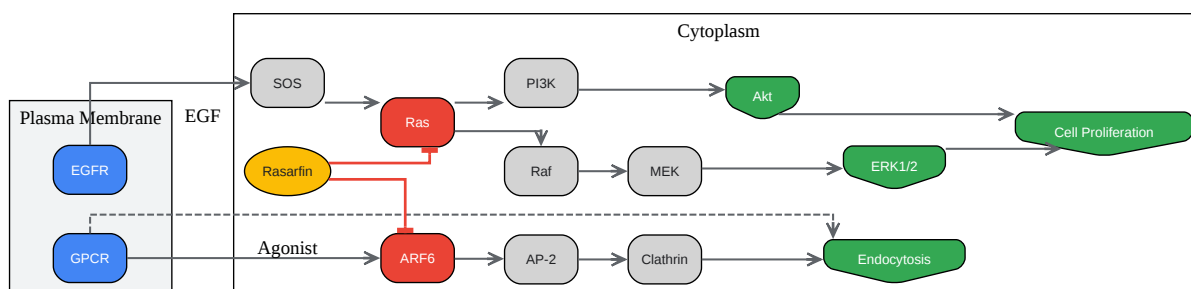 Cytoplasm
Plasma Membrane
EGF
SOS
PI3K
Akt
Ras
Cell Proliferation
EGFR
Rasarfin
Raf
MEK
ERK1/2
Agonist
GPCR
ARF6
AP-2
Clathrin
Endocytosis